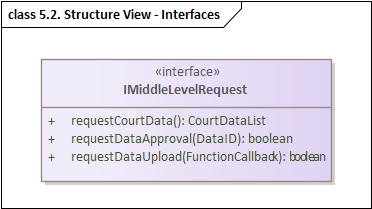 class 5.2. Structure View - Interfaces
«interface»
IMiddleLevelRequest
+ requestCourtData(): CourtDataList
+ requestDataApproval(DataID): boolean
+ requestDataUpload(FunctionCallback): boolean